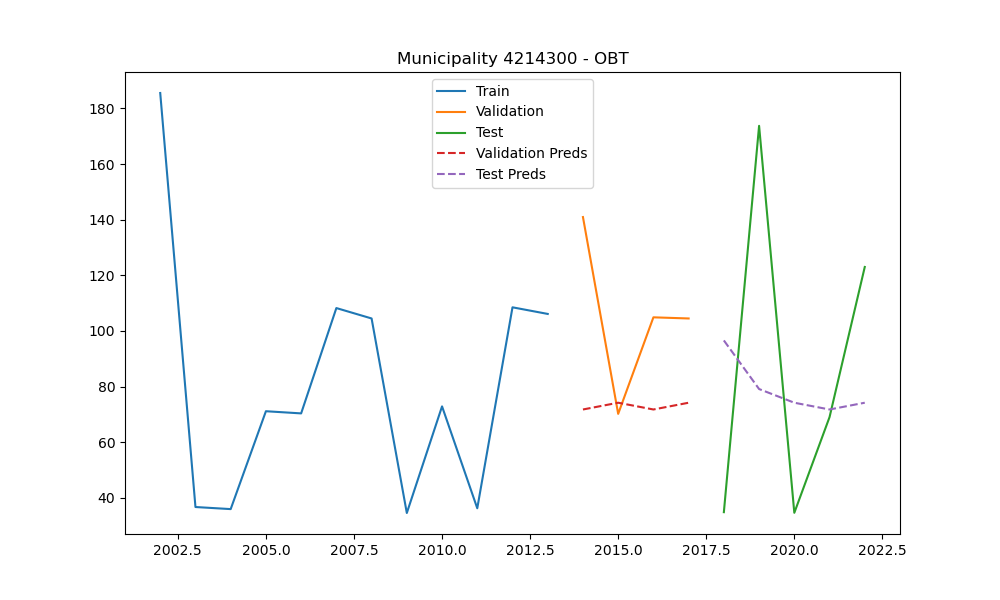 Municipality 4214300 - OBT
Train
Validation
Test
Validation Preds
Test Preds
180
160
140
120
100
80
60
40
2002.5 2005.0 2007.5 2010.0 2012.5 2015.0 2017.5 2020.0 2022.5